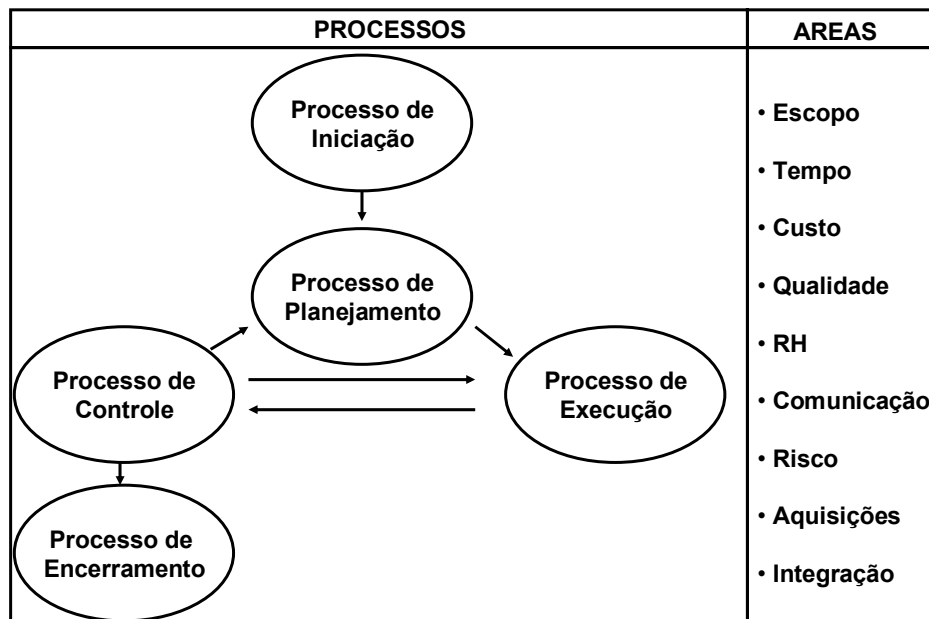 PROCESSOS
Processo de
Iniciação
Processo de
Planejamento
Processo de
Controle
Processo de
Execução
Processo de
Encerramento
AREAS
• Escopo
• Tempo
• Custo
• Qualidade
• RH
• Comunicação
• Risco
• Aquisições
• Integração